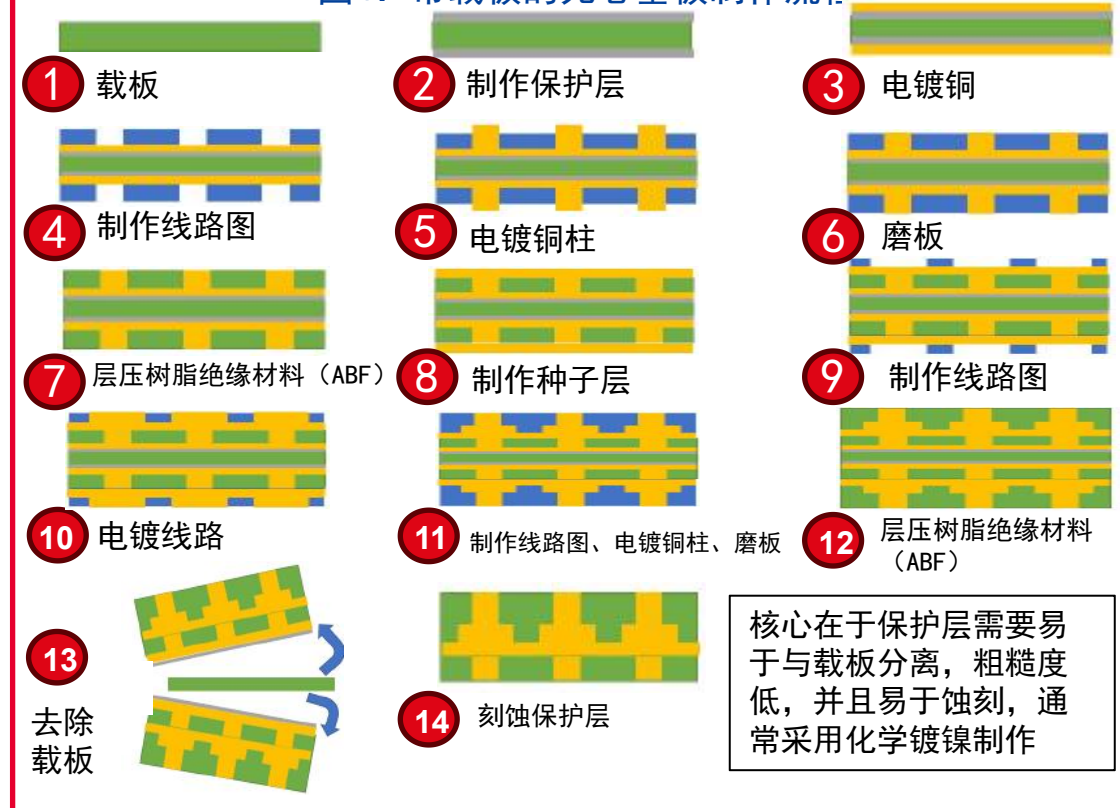 1 载板
2 制作保护层
3 电镀铜
4 制作线路图
5 电镀铜柱
6 磨板
7 层压树脂绝缘材料（ABF）
8 制作种子层
9 制作线路图
10 电镀线路
11 制作线路图、电镀铜柱、磨板
12 层压树脂绝缘材料
（ABF）
13
去除
载板
14 刻蚀保护层
核心在于保护层需要易
于与载板分离，粗糙度
低，并且易于蚀刻，通
常采用化学镀镍制作